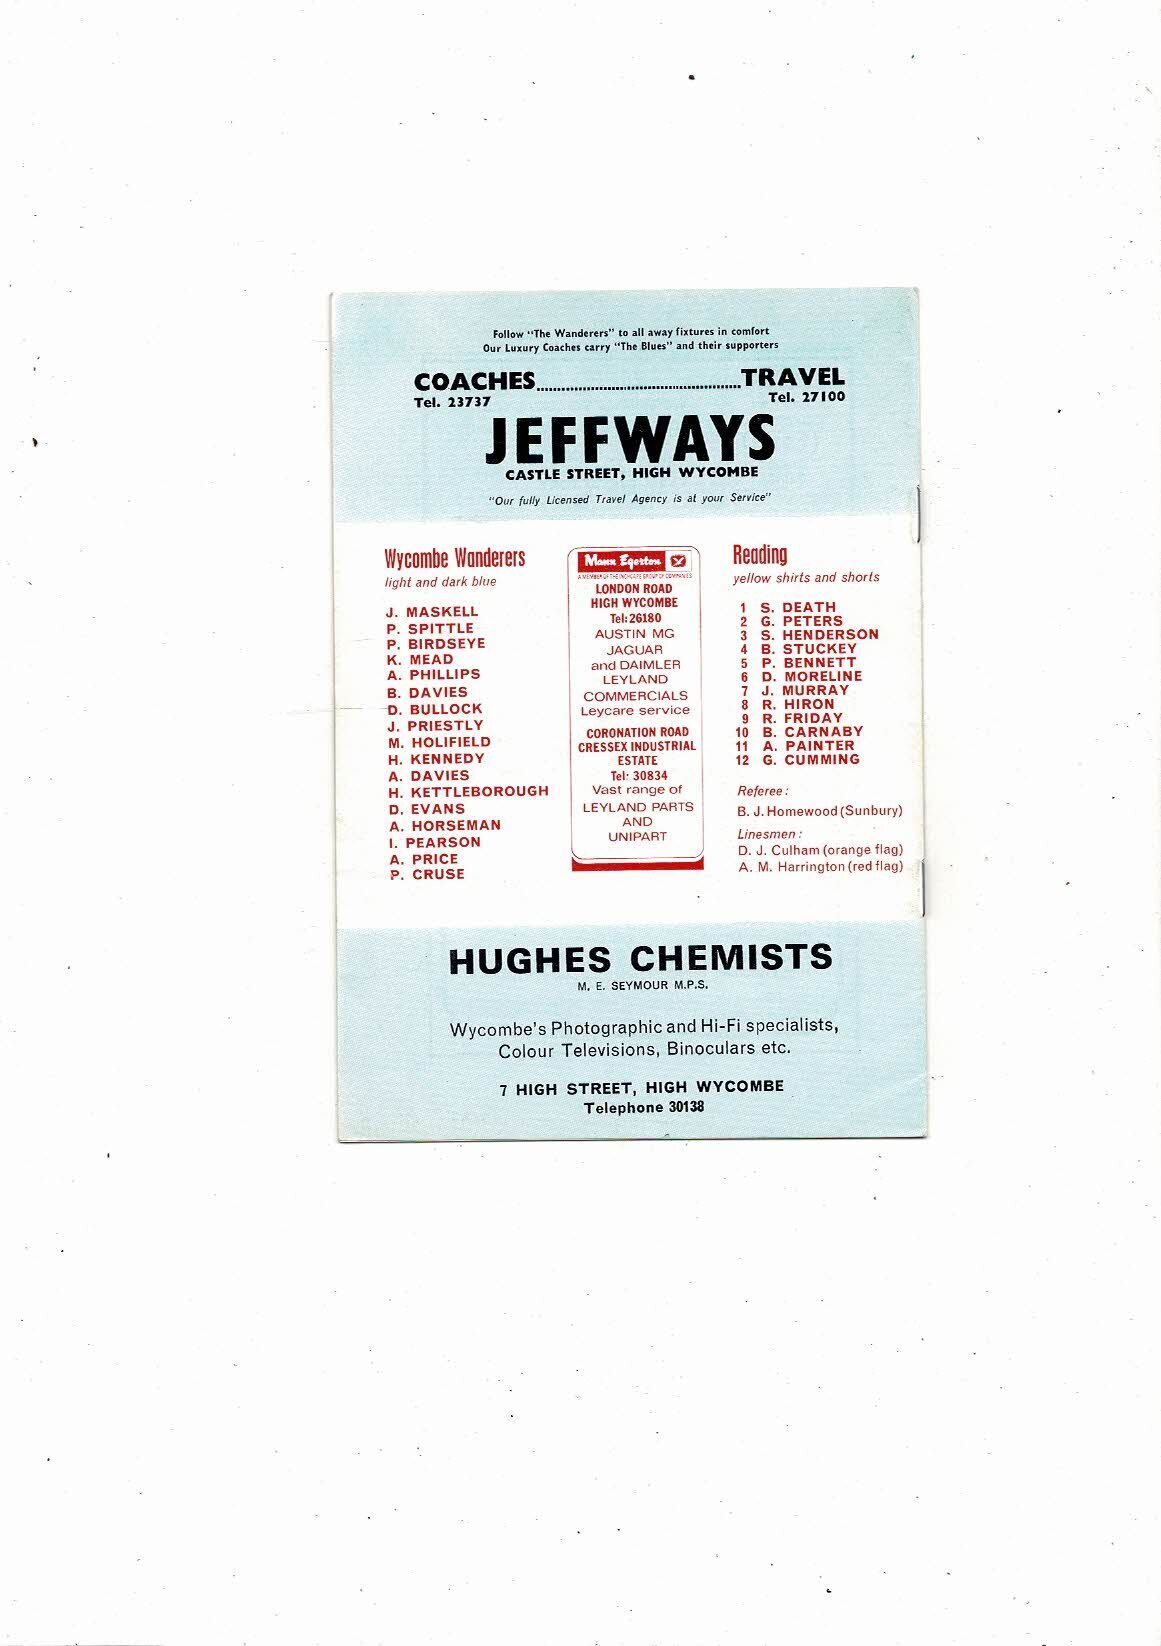 Follow "The Wanderers" to all away fixtures in comfort
Our Luxury Coaches carry "The Blues" and their supporters
COACHES..............................................TRAVEL
Tel. 23737 Tel. 27100
JEFFWAYS
CASTLE STREET, HIGH WYCOMBE
"Our fully Licensed Travel Agency is at your Service"
Wycombe Wanderers
light and dark blue
J. MASKELL
P. SPITTLE
P. BIRDSEYE
K. MEAD
A. PHILLIPS
B. DAVIES
D. BULLOCK
J. PRIESTLY
M. HOLIFIELD
H. KENNEDY
A. DAVIES
H. KETTLEBOROUGH
D. EVANS
A. HORSEMAN
I. PEARSON
A. PRICE
P. CRUSE
Mann Egerton
A MEMBER OF THE INCHCAPE GROUP OF COMPANIES
LONDON ROAD
HIGH WYCOMBE
Tel: 26180
AUSTIN MG
JAGUAR
and DAIMLER
LEYLAND
COMMERCIALS
Leycare service
CORONATION ROAD
CRESSEX INDUSTRIAL
ESTATE
Tel: 30834
Vast range of
LEYLAND PARTS
AND
UNIPART
Reading
yellow shirts and shorts
1 S. DEATH
2 G. PETERS
3 S. HENDERSON
4 B. STUCKEY
5 P. BENNETT
6 D. MORELINE
7 J. MURRAY
8 R. HIRON
9 R. FRIDAY
10 B. CARNABY
11 A. PAINTER
12 G. CUMMING
Referee:
B. J. Homewood (Sunbury)
Linesmen:
D. J. Culham (orange flag)
A. M. Harrington (red flag)
HUGHES CHEMISTS
M. E. SEYMOUR M.P.S.
Wycombe's Photographic and Hi-Fi specialists,
Colour Televisions, Binoculars etc.
7 HIGH STREET, HIGH WYCOMBE
Telephone 30138